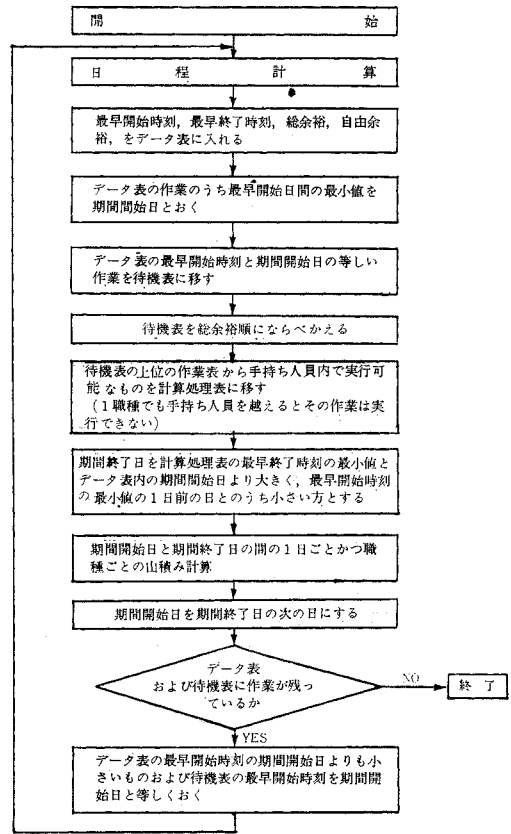 開始
日程計算
最早開始時刻，最早終了時刻，総余裕，自由余
裕，をデータ表に入れる
データ表の作業のうち最早開始日間の最小値を
期間間始日とおく
データ表の最早開始時刻と期間開始日の等しい
作業を待機表に移す
待機表を総余裕順にならべかえる
待機表の上位の作業表から手持ち人員内で実行可
能なものを計算処理表に移す
（1職種でも手持ち人員を越えるとその作業は実
行できない）
期間終了日を計算処理表の最早終了時刻の最小値と
データ表内の期間間始日より大きく，最早開始時刻
の最小値の1日前の日とのうち小さい方とする
期間開始日と期間終了日の間の1日ごとかつ職
種ごとの山積み計算
期間開始日を期間終了日の次の日にする
データ表
および待機表に作業が残っ
ているか
NO
終了
YES
データ表の最早開始時刻の期間開始日よりも小
さいものおよび待機表の最早開始時刻を期間開
始日と等しくおく